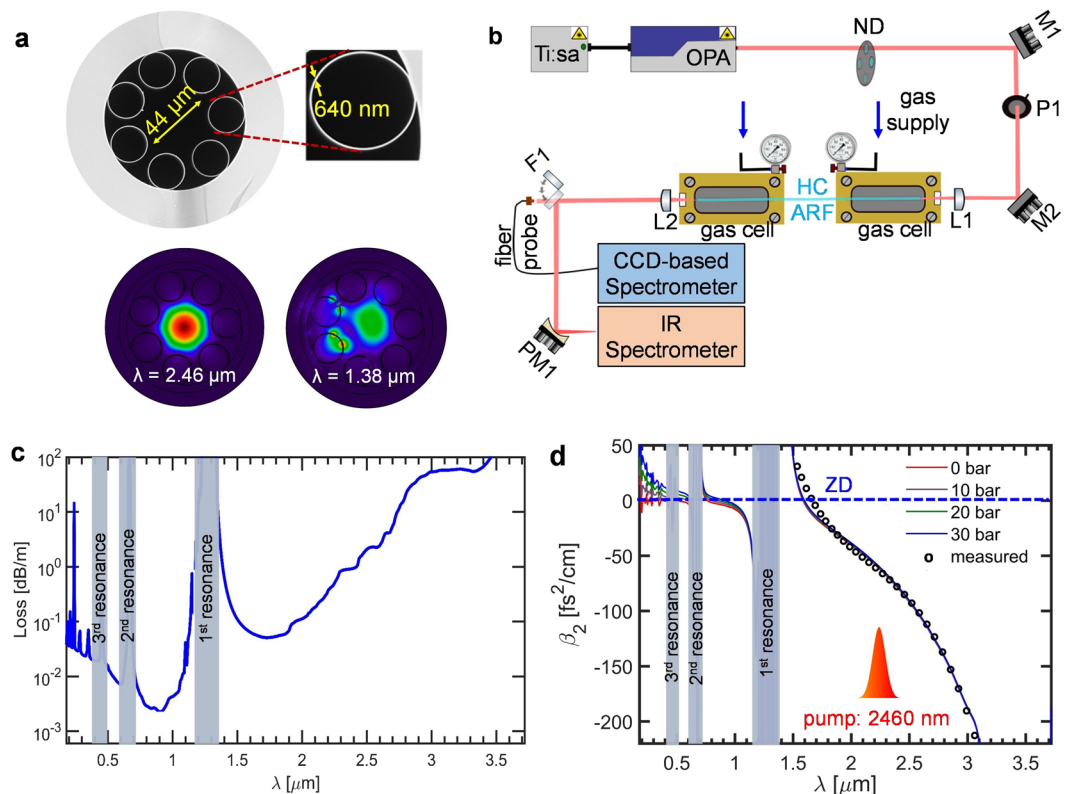 a
44 μm
640 nm
λ = 2.46 μm
λ = 1.38 μm
b
Ti:sa
OPA
ND
M1
P1
M2
gas
supply
F1
L2
HC
ARF
L1
gas cell
gas cell
fiber
probe
CCD-based
Spectrometer
IR
Spectrometer
PM1
c
Loss [dB/m]
10²
10¹
10⁰
10⁻¹
10⁻²
10⁻³
3rd resonance
2nd resonance
1st resonance
0.5
1
1.5
2
2.5
3
3.5
λ [μm]
d
β₂ [fs²/cm]
50
0
-50
-100
-150
-200
ZD
0 bar
10 bar
20 bar
30 bar
measured
3rd resonance
2nd resonance
1st resonance
pump: 2460 nm
0.5
1
1.5
2
2.5
3
3.5
λ [μm]